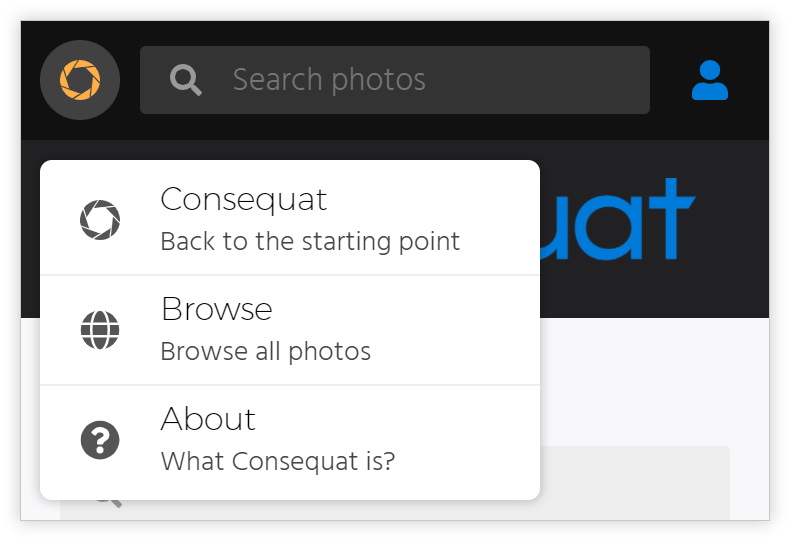 Search photos
uat
Consequat
Back to the starting point
Browse
Browse all photos
About
What Consequat is?